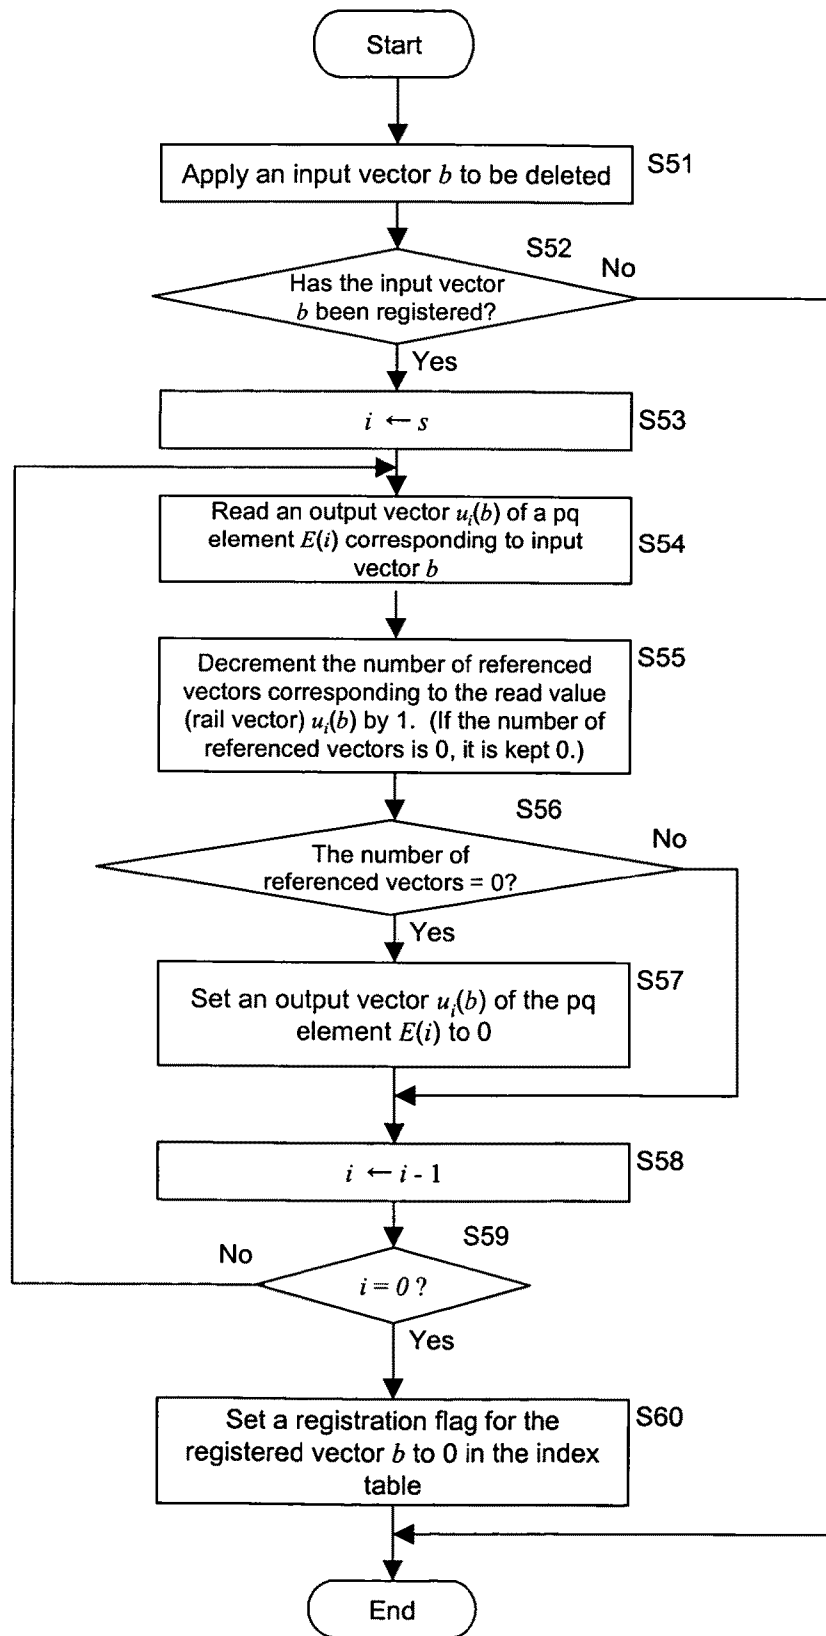 Start
Apply an input vector b to be deleted
S51
S52
Has the input vector
b been registered?
No
Yes
i ← s
S53
Read an output vector uᵢ(b) of a pq
element E(i) corresponding to input
vector b
S54
Decrement the number of referenced
vectors corresponding to the read value
(rail vector) uᵢ(b) by 1. (If the number of
referenced vectors is 0, it is kept 0.)
S55
S56
The number of
referenced vectors = 0?
No
Yes
Set an output vector uᵢ(b) of the pq
element E(i) to 0
S57
i ← i - 1
S58
S59
No
i = 0 ?
Yes
Set a registration flag for the
registered vector b to 0 in the index
table
S60
End